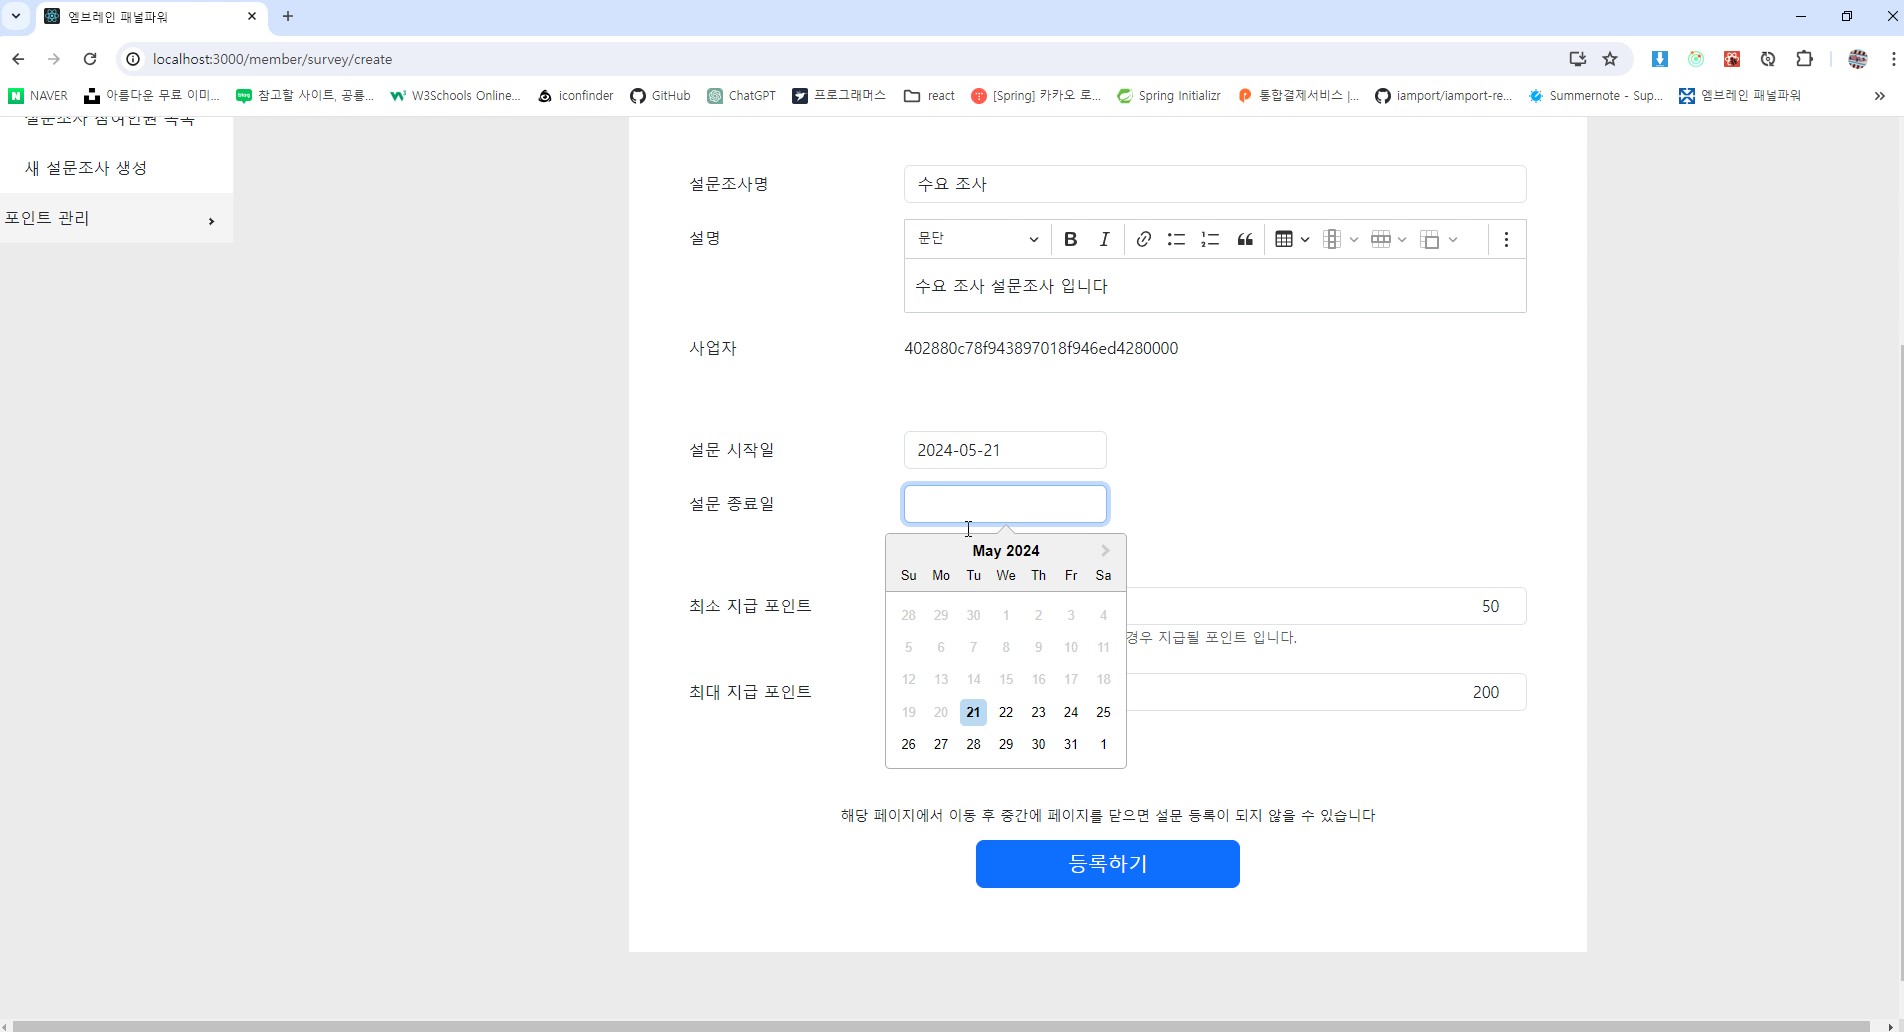 엠브레인 패널파워
localhost:3000/member/survey/create
NAVER 아름다운 무료 이미... 참고할 사이트, 공룡... W3Schools Online... iconfinder GitHub ChatGPT 프로그래머스 react [Spring] 카카오 로... Spring Initializr 통합결제서비스 |... iamport/iamport-re... Summernote - Sup... 엠브레인 패널파워
설문조사 참여인원 목록
새 설문조사 생성
포인트 관리
설문조사명 수요 조사
설명 문단 B I
수요 조사 설문조사 입니다
사업자 402880c78f943897018f946ed4280000
설문 시작일 2024-05-21
설문 종료일
May 2024
Su Mo Tu We Th Fr Sa
28 29 30 1 2 3 4
5 6 7 8 9 10 11
12 13 14 15 16 17 18
19 20 21 22 23 24 25
26 27 28 29 30 31 1
최소 지급 포인트 50
경우 지급될 포인트 입니다.
최대 지급 포인트 200
해당 페이지에서 이동 후 중간에 페이지를 닫으면 설문 등록이 되지 않을 수 있습니다
등록하기